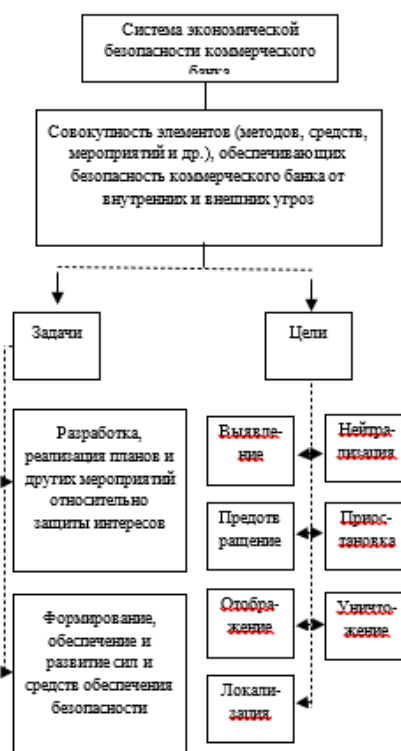 Система экономической
безопасности коммерческого
банка
Совокупность элементов (методов, средств,
мероприятий и др.), обеспечивающих
безопасность коммерческого банка от
внутренних и внешних угроз
Задачи
Цели
Разработка,
реализация планов и
других мероприятий
относительно
защиты интересов
Формирование,
обеспечение и
развитие сил и
средств обеспечения
безопасности
Выявле-
ние
Нейтра-
лизация
Предотв
ращение
Приос-
тановка
Отображе-
жение
Уничто-
жение
Локали-
зация